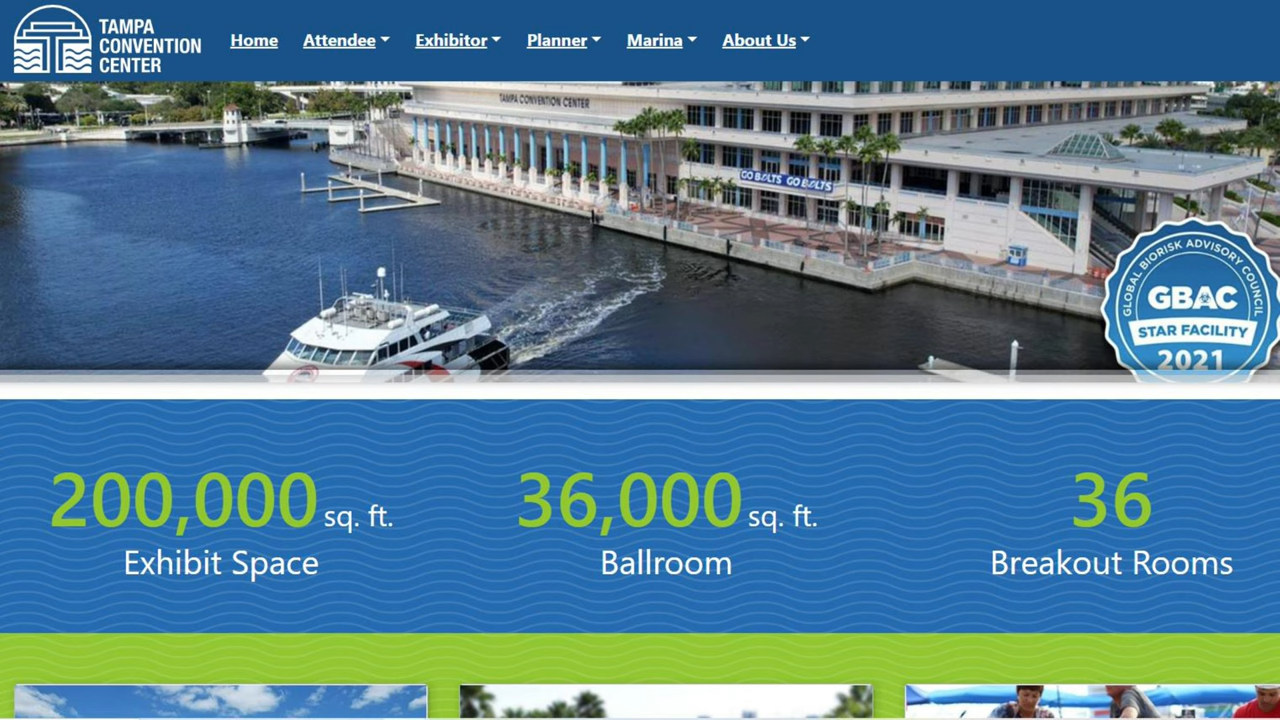 TAMPA
CONVENTION
CENTER
Home
Attendee
Exhibitor
Planner
Marina
About Us
TAMPA CONVENTION CENTER
GO BOLTS GO BOLTS
GLOBAL BIORISK ADVISORY COUNCIL
GBAC
STAR FACILITY
2021
200,000 sq. ft.
Exhibit Space
36,000 sq. ft.
Ballroom
36
Breakout Rooms